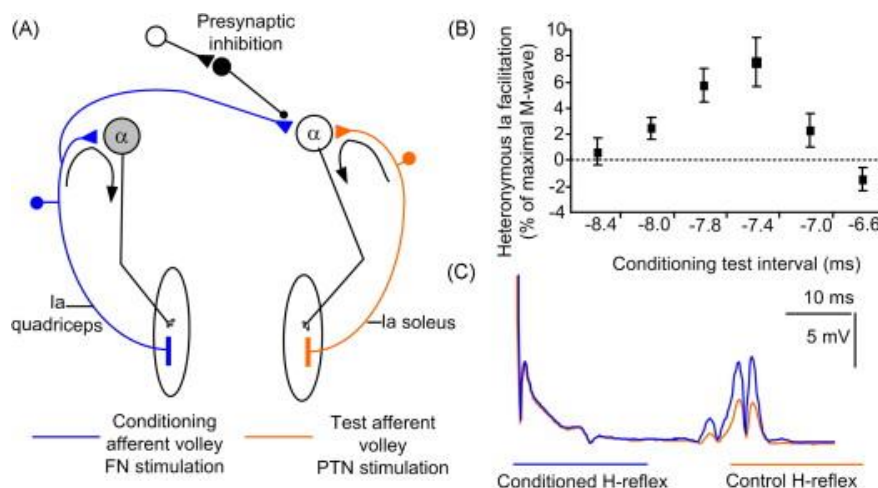 (A)
Presynaptic
inhibition
α
α
Ia
quadriceps
Ia soleus
Conditioning
afferent volley
FN stimulation
Test afferent
volley
PTN stimulation
(B)
Heteronymous Ia facilitation
(% of maximal M-wave)
10
8
6
4
2
0
-2
-4
-8.4 -8.0 -7.8 -7.4 -7.0 -6.6
Conditioning test interval (ms)
(C)
10 ms
5 mV
Conditioned H-reflex
Control H-reflex